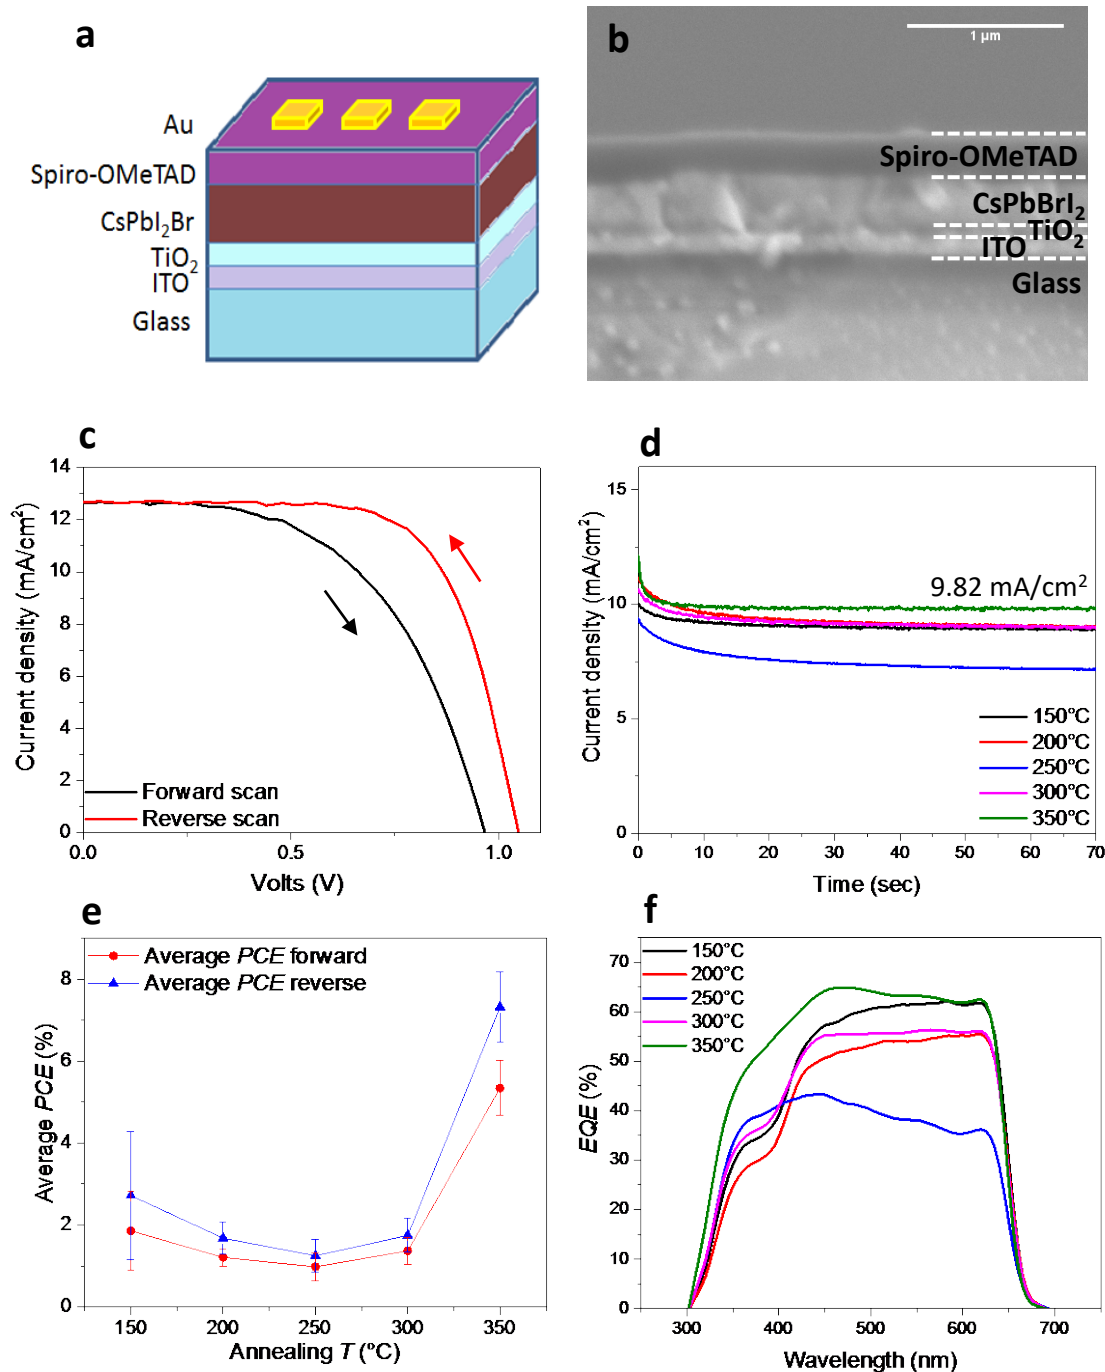 a
Au
Spiro-OMeTAD
CsPbI₂Br
TiO₂
ITO
Glass
b
1 µm
Spiro-OMeTAD
CsPbBrI₂
TiO₂
ITO
Glass
c
Current density (mA/cm²)
14
12
10
8
6
4
2
0
0.0
0.5
1.0
Volts (V)
Forward scan
Reverse scan
d
Current density (mA/cm²)
15
10
5
0
9.82 mA/cm²
150°C
200°C
250°C
300°C
350°C
0
10
20
30
40
50
60
70
Time (sec)
e
Average PCE forward
Average PCE reverse
Average PCE (%)
8
6
4
2
0
150
200
250
300
350
Annealing T (°C)
f
150°C
200°C
250°C
300°C
350°C
EQE (%)
70
60
50
40
30
20
10
0
300
400
500
600
700
Wavelength (nm)